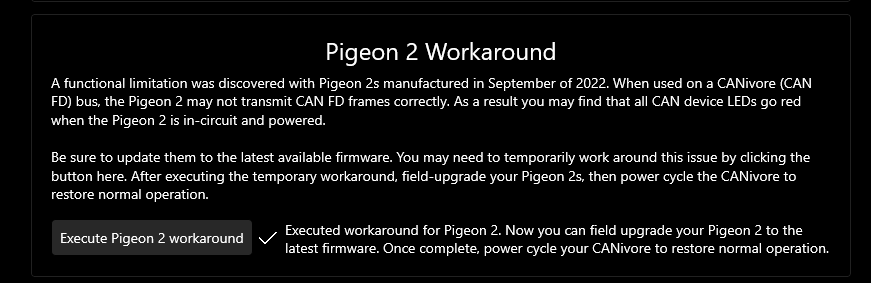 Pigeon 2 Workaround
A functional limitation was discovered with Pigeon 2s manufactured in September of 2022. When used on a CANivore (CAN
FD) bus, the Pigeon 2 may not transmit CAN FD frames correctly. As a result you may find that all CAN device LEDs go red
when the Pigeon 2 is in-circuit and powered.
Be sure to update them to the latest available firmware. You may need to temporarily work around this issue by clicking the
button here. After executing the temporary workaround, field-upgrade your Pigeon 2s, then power cycle the CANivore to
restore normal operation.
Execute Pigeon 2 workaround
Executed workaround for Pigeon 2. Now you can field upgrade your Pigeon 2 to the
latest firmware. Once complete, power cycle your CANivore to restore normal operation.